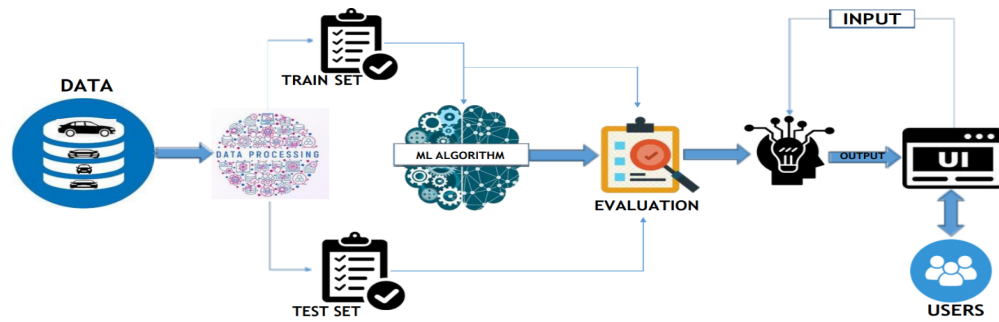 DATA
DATA PROCESSING
TRAIN SET
TEST SET
ML ALGORITHM
EVALUATION
INPUT
OUTPUT
UI
USERS